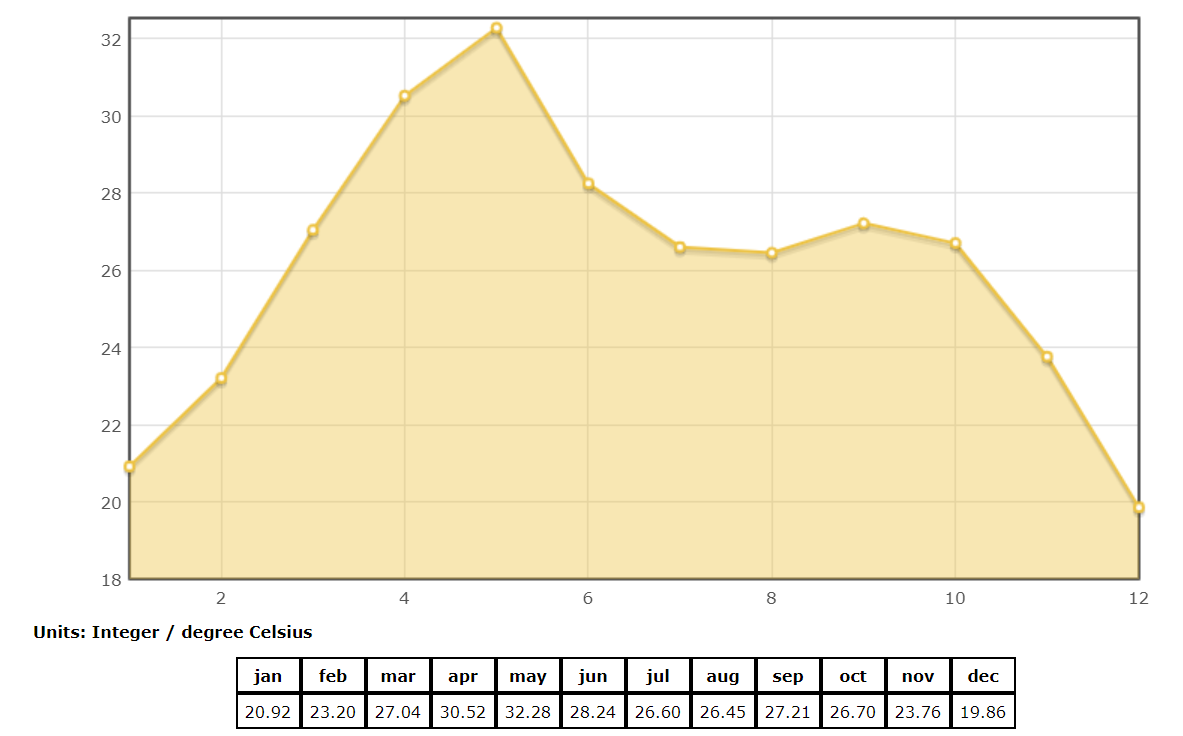 32
30
28
26
24
22
20
18
2 4 6 8 10 12
Units: Integer / degree Celsius
jan feb mar apr may jun jul aug sep oct nov dec
20.92 23.20 27.04 30.52 32.28 28.24 26.60 26.45 27.21 26.70 23.76 19.86